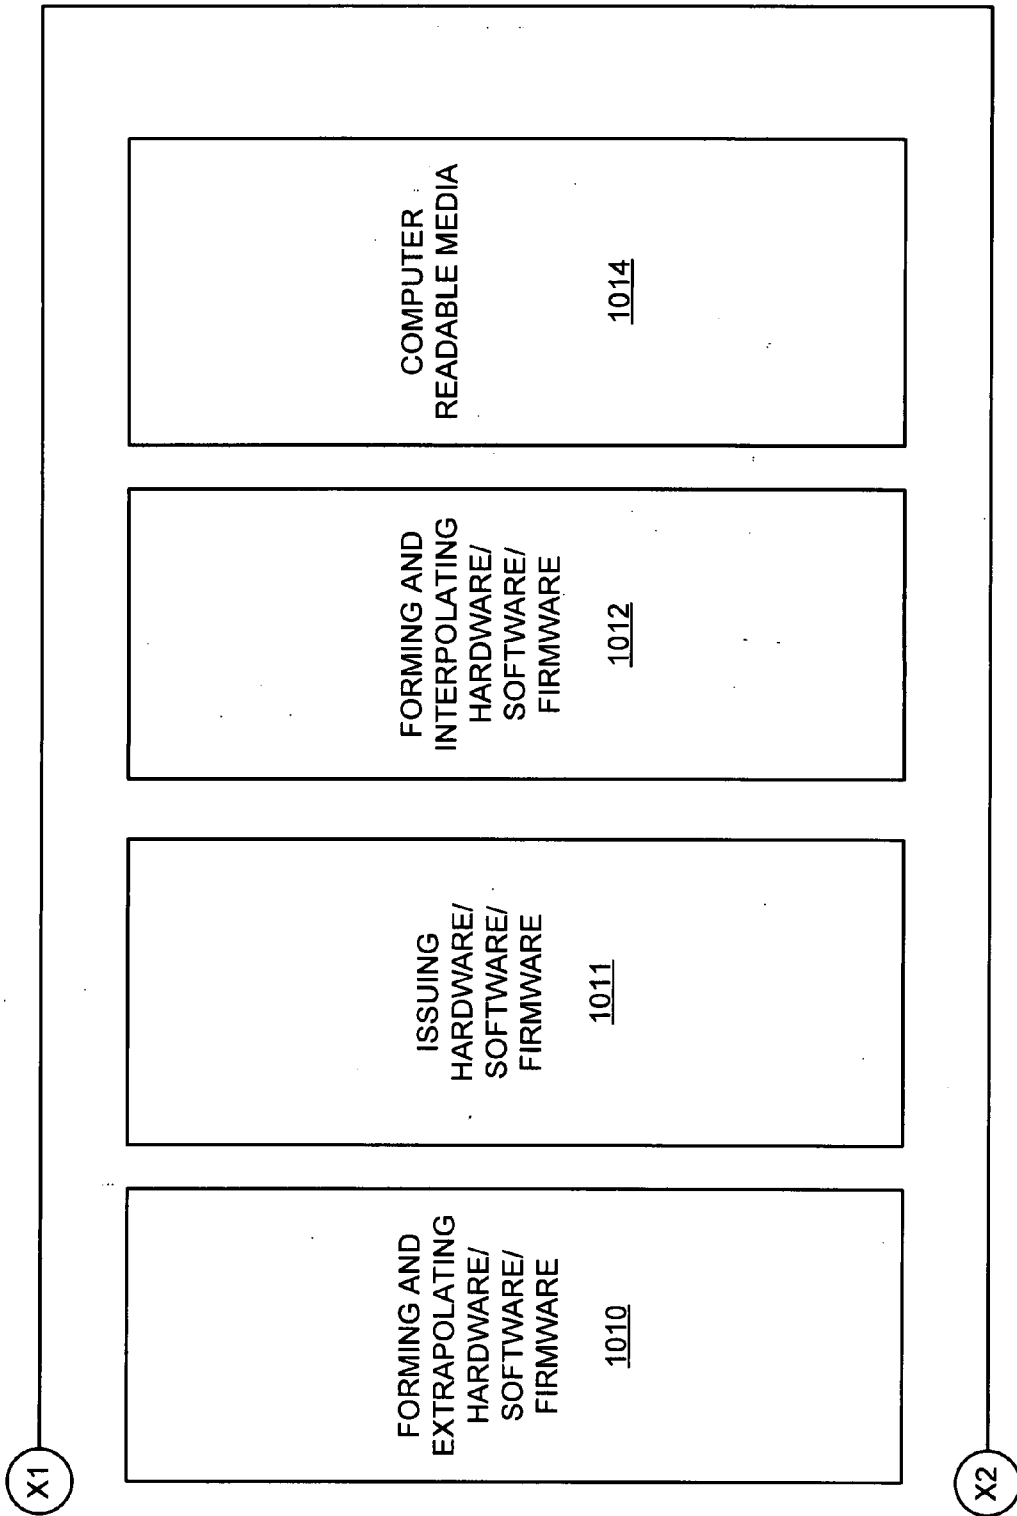 X1
FORMING AND
EXTRAPOLATING
HARDWARE/
SOFTWARE/
FIRMWARE
1010
ISSUING
HARDWARE/
SOFTWARE/
FIRMWARE
1011
FORMING AND
INTERPOLATING
HARDWARE/
SOFTWARE/
FIRMWARE
1012
COMPUTER
READABLE MEDIA
1014
X2